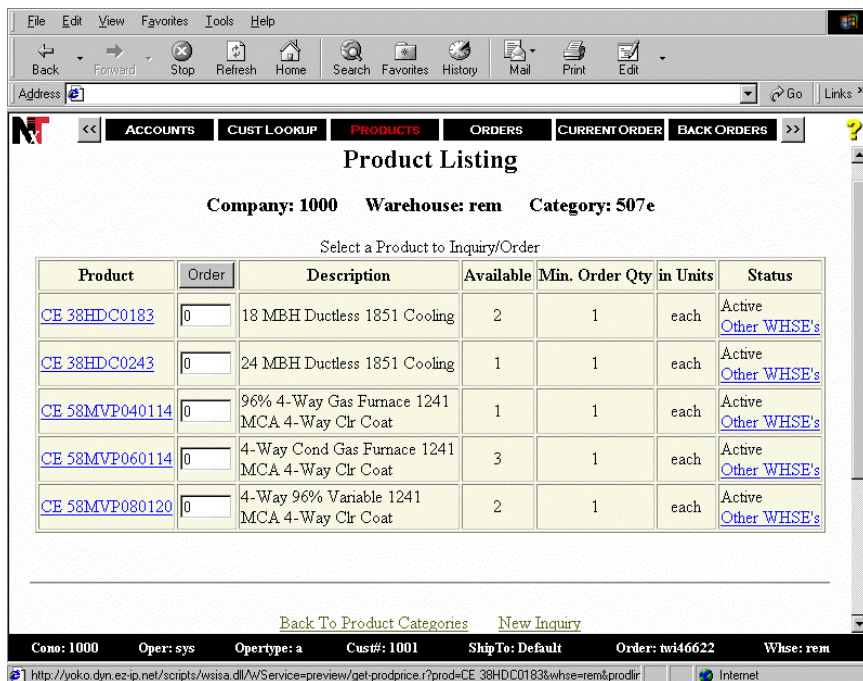 File Edit View Favorites Tools Help
Back Forward Stop Refresh Home Search Favorites History Mail Print Edit
Address Go Links »
NxT << ACCOUNTS CUST LOOKUP PRODUCTS ORDERS CURRENT ORDER BACK ORDERS >> ?
Product Listing
Company: 1000 Warehouse: rem Category: 507e
Select a Product to Inquiry/Order
Product Order Description Available Min. Order Qty in Units Status
CE 38HDC0183 0 18 MBH Ductless 1851 Cooling 2 1 each Active
Other WHSE's
CE 38HDC0243 0 24 MBH Ductless 1851 Cooling 1 1 each Active
Other WHSE's
CE 58MVP040114 0 96% 4-Way Gas Furnace 1241 1 1 each Active
MCA 4-Way Clr Coat Other WHSE's
CE 58MVP060114 0 4-Way Cond Gas Furnace 1241 3 1 each Active
MCA 4-Way Clr Coat Other WHSE's
CE 58MVP080120 0 4-Way 96% Variable 1241 2 1 each Active
MCA 4-Way Clr Coat Other WHSE's
Back To Product Categories New Inquiry
Cono: 1000 Oper: sys Opertype: a Cust#: 1001 ShipTo: Default Order: twi46622 Whse: rem
http://yoko.dyn.ez-ip.net/scripts/wsisa.dll/WService=preview/get-prodprice.r?prod=CE 38HDC0183&whse=rem&prodlir Internet